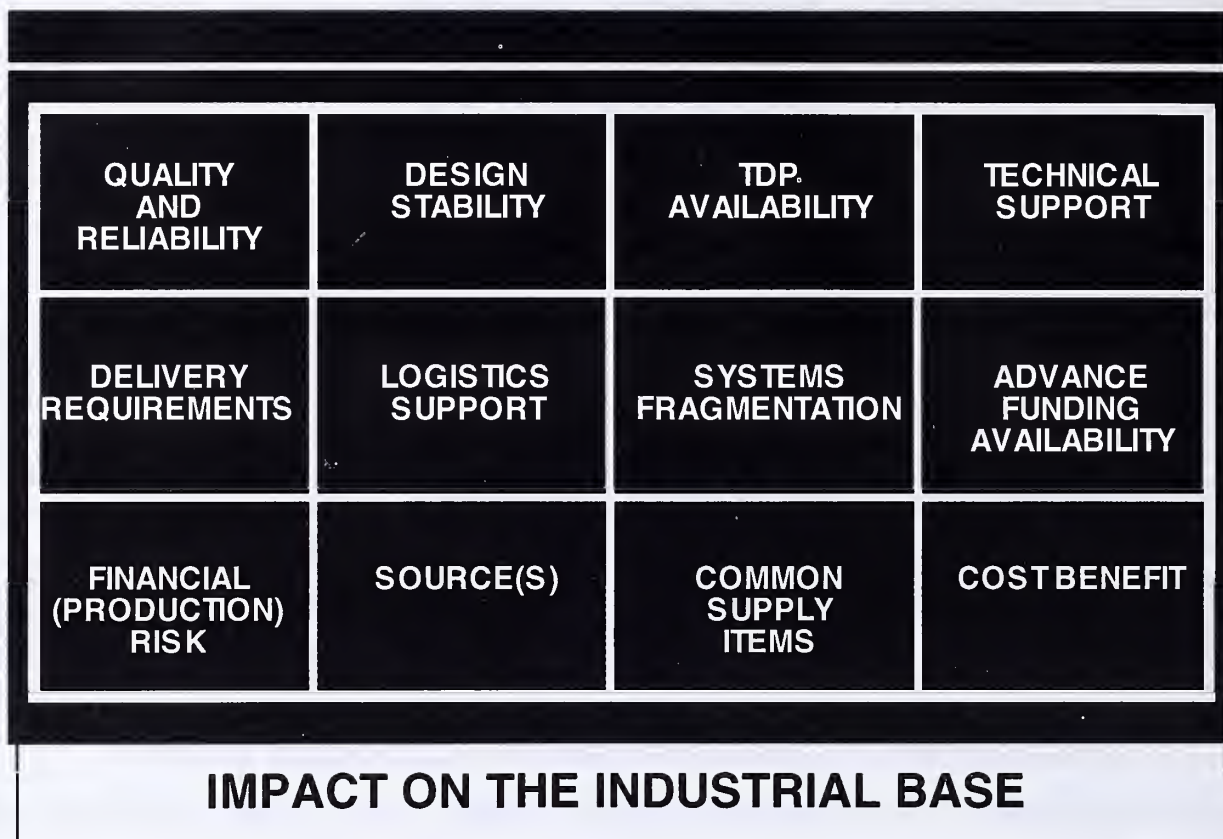 QUALITY
AND
RELIABILITY
DESIGN
STABILITY
TDP
AVAILABILITY
TECHNICAL
SUPPORT
DELIVERY
REQUIREMENTS
LOGISTICS
SUPPORT
SYSTEMS
FRAGMENTATION
ADVANCE
FUNDING
AVAILABILITY
FINANCIAL
(PRODUCTION)
RISK
SOURCE(S)
COMMON
SUPPLY
ITEMS
COST BENEFIT
IMPACT ON THE INDUSTRIAL BASE